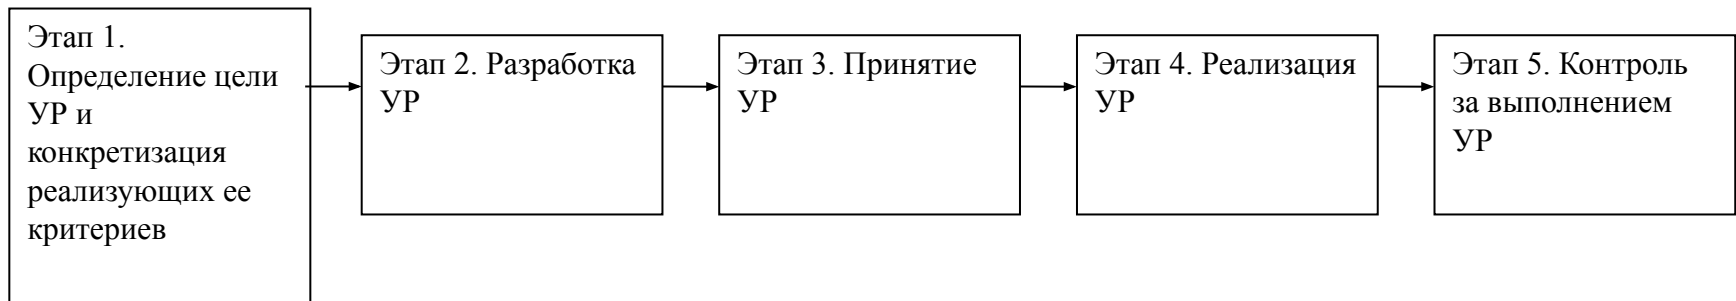 Этап 1.
Определение цели
УР и
конкретизация
реализующих ее
критериев
Этап 2. Разработка
УР
Этап 3. Принятие
УР
Этап 4. Реализация
УР
Этап 5. Контроль
за выполнением
УР